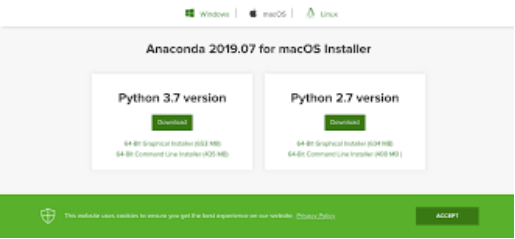 Windows | macOS | Linux
Anaconda 2019.07 for macOS Installer
Python 3.7 version
Download
64-Bit Graphical Installer (653 MB)
64-Bit Command Line Installer (435 MB)
Python 2.7 version
Download
64-Bit Graphical Installer (634 MB)
64-Bit Command Line Installer
This website uses cookies to ensure you get the best experience on our website. Privacy Policy
ACCEPT